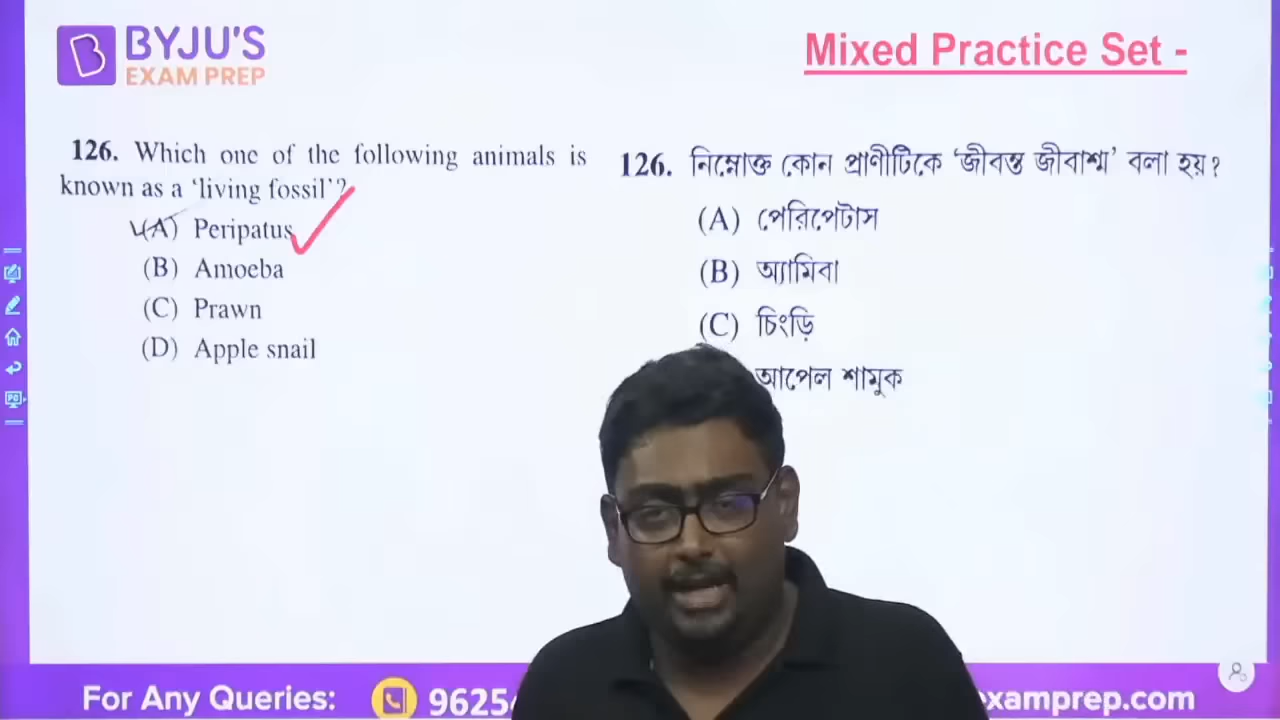 BYJU'S
EXAM PREP
Mixed Practice Set -
126. Which one of the following animals is
known as a 'living fossil'?
(A) Peripatus
(B) Amoeba
(C) Prawn
(D) Apple snail
126. নিম্নোক্ত কোন প্রাণীটিকে 'জীবন্ত জীবাশ্ম' বলা হয়?
(A) পেরিপেটাস
(B) অ্যামিবা
(C) চিংড়ি
আপেল শামুক
For Any Queries:
9625
examprep.com